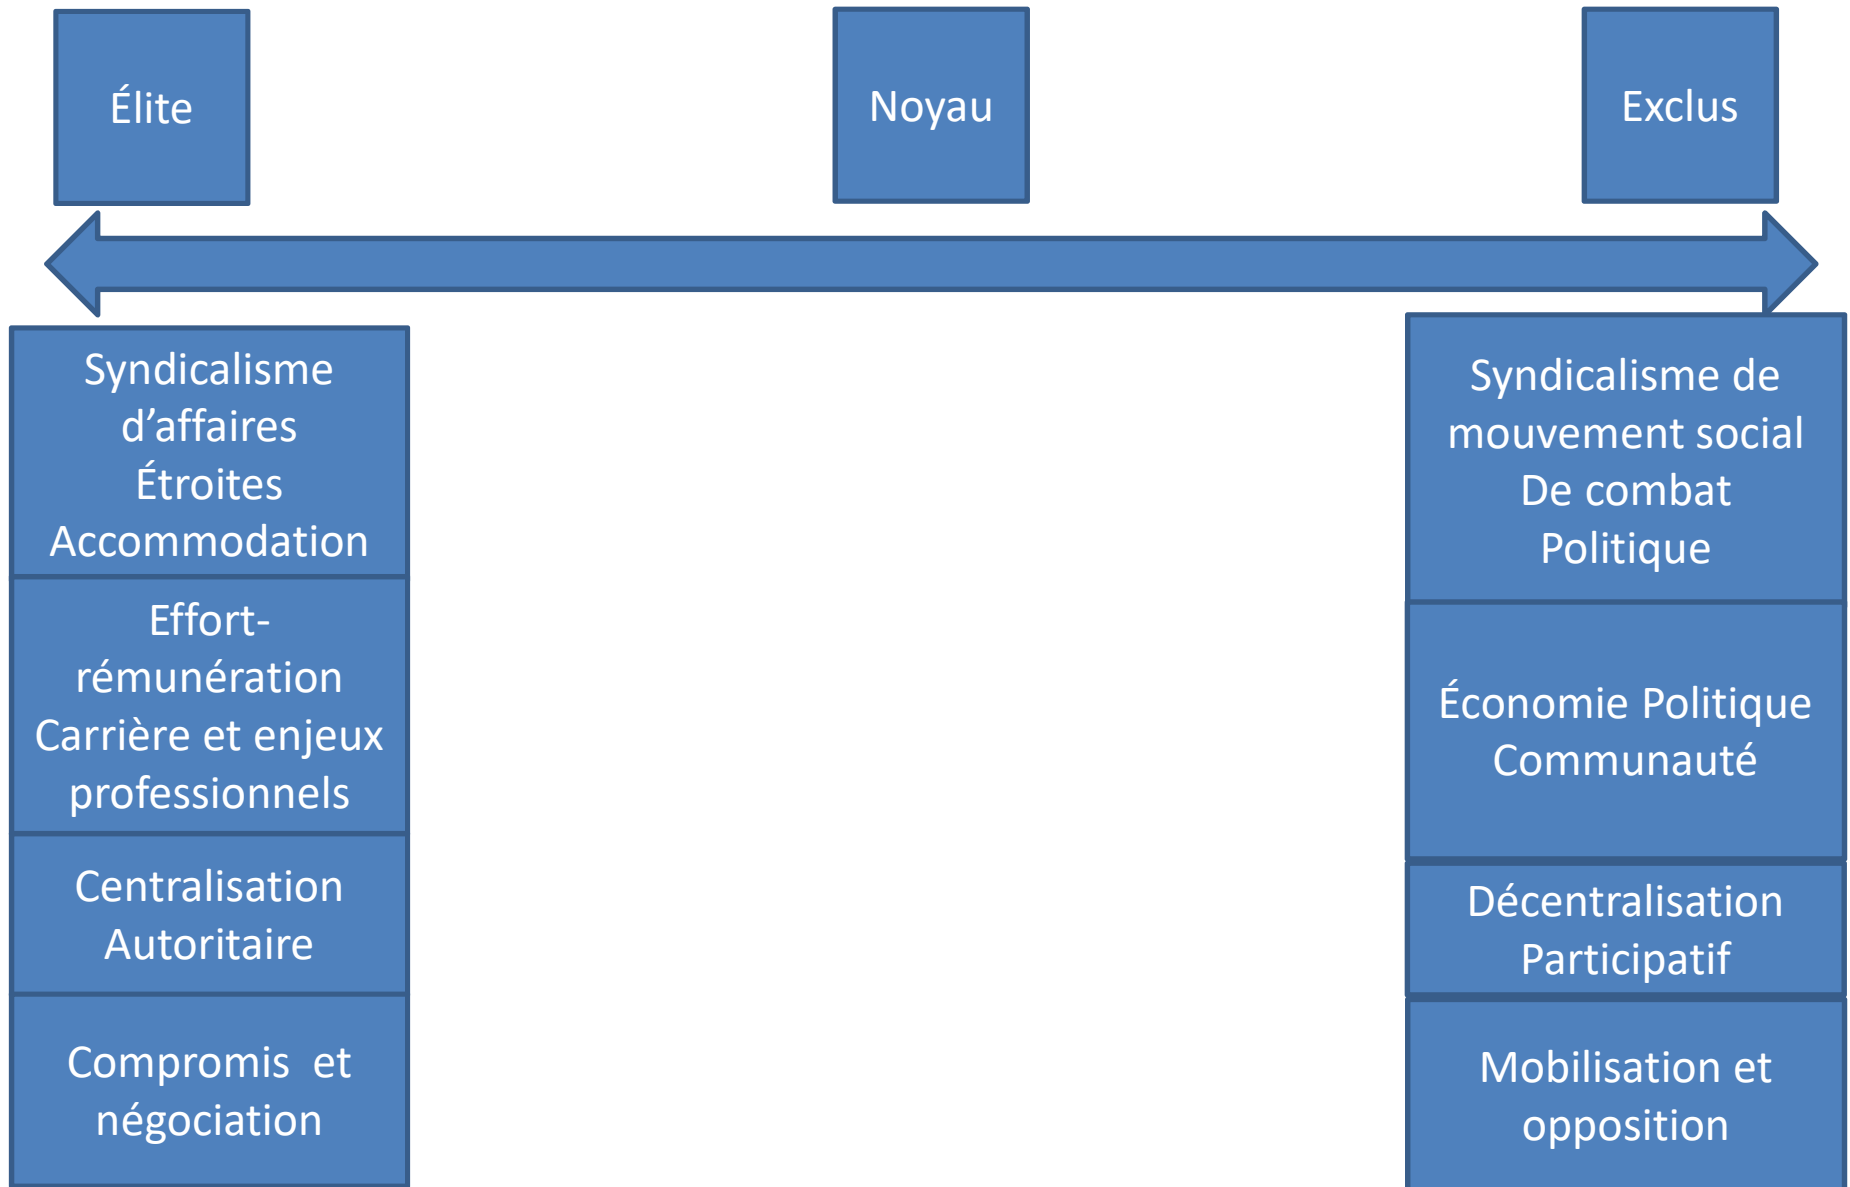 Élite
Noyau
Exclus
Syndicalisme
d’affaires
Étroites
Accommodation
Effort-
rémunération
Carrière et enjeux
professionnels
Centralisation
Autoritaire
Compromis  et
négociation
Syndicalisme de
mouvement social
De combat
Politique
Économie Politique
Communauté
Décentralisation
Participatif
Mobilisation et
opposition